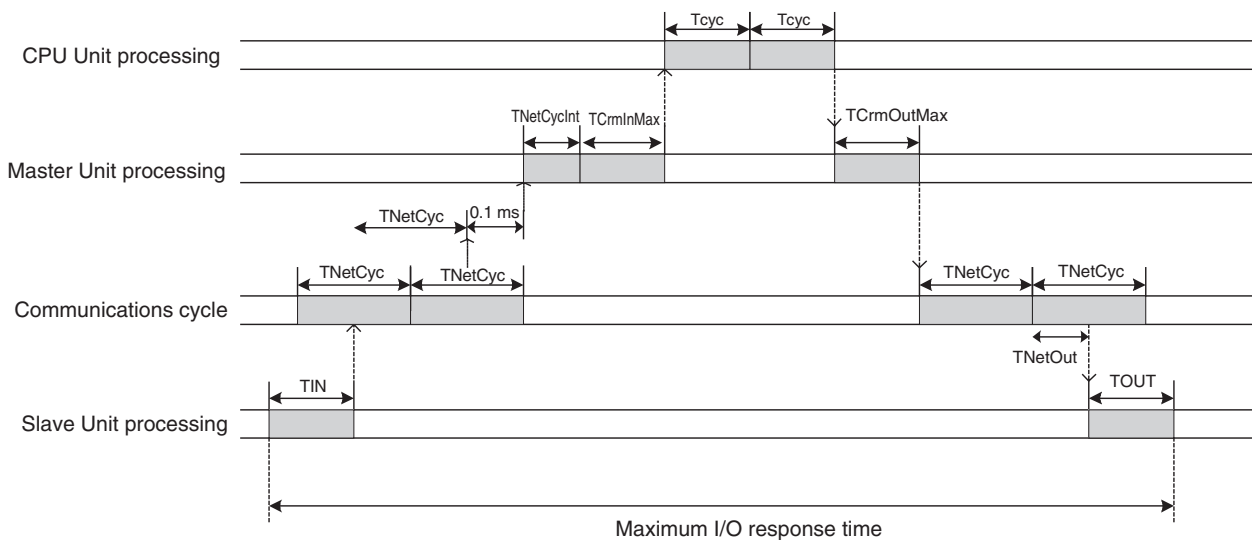 Tcyc Tcyc
CPU Unit processing
TNetCycInt TCrmInMax TCrmOutMax
Master Unit processing
TNetCyc 0.1 ms
TNetCyc TNetCyc TNetCyc TNetCyc
Communications cycle
TNetOut
TIN TOUT
Slave Unit processing
Maximum I/O response time